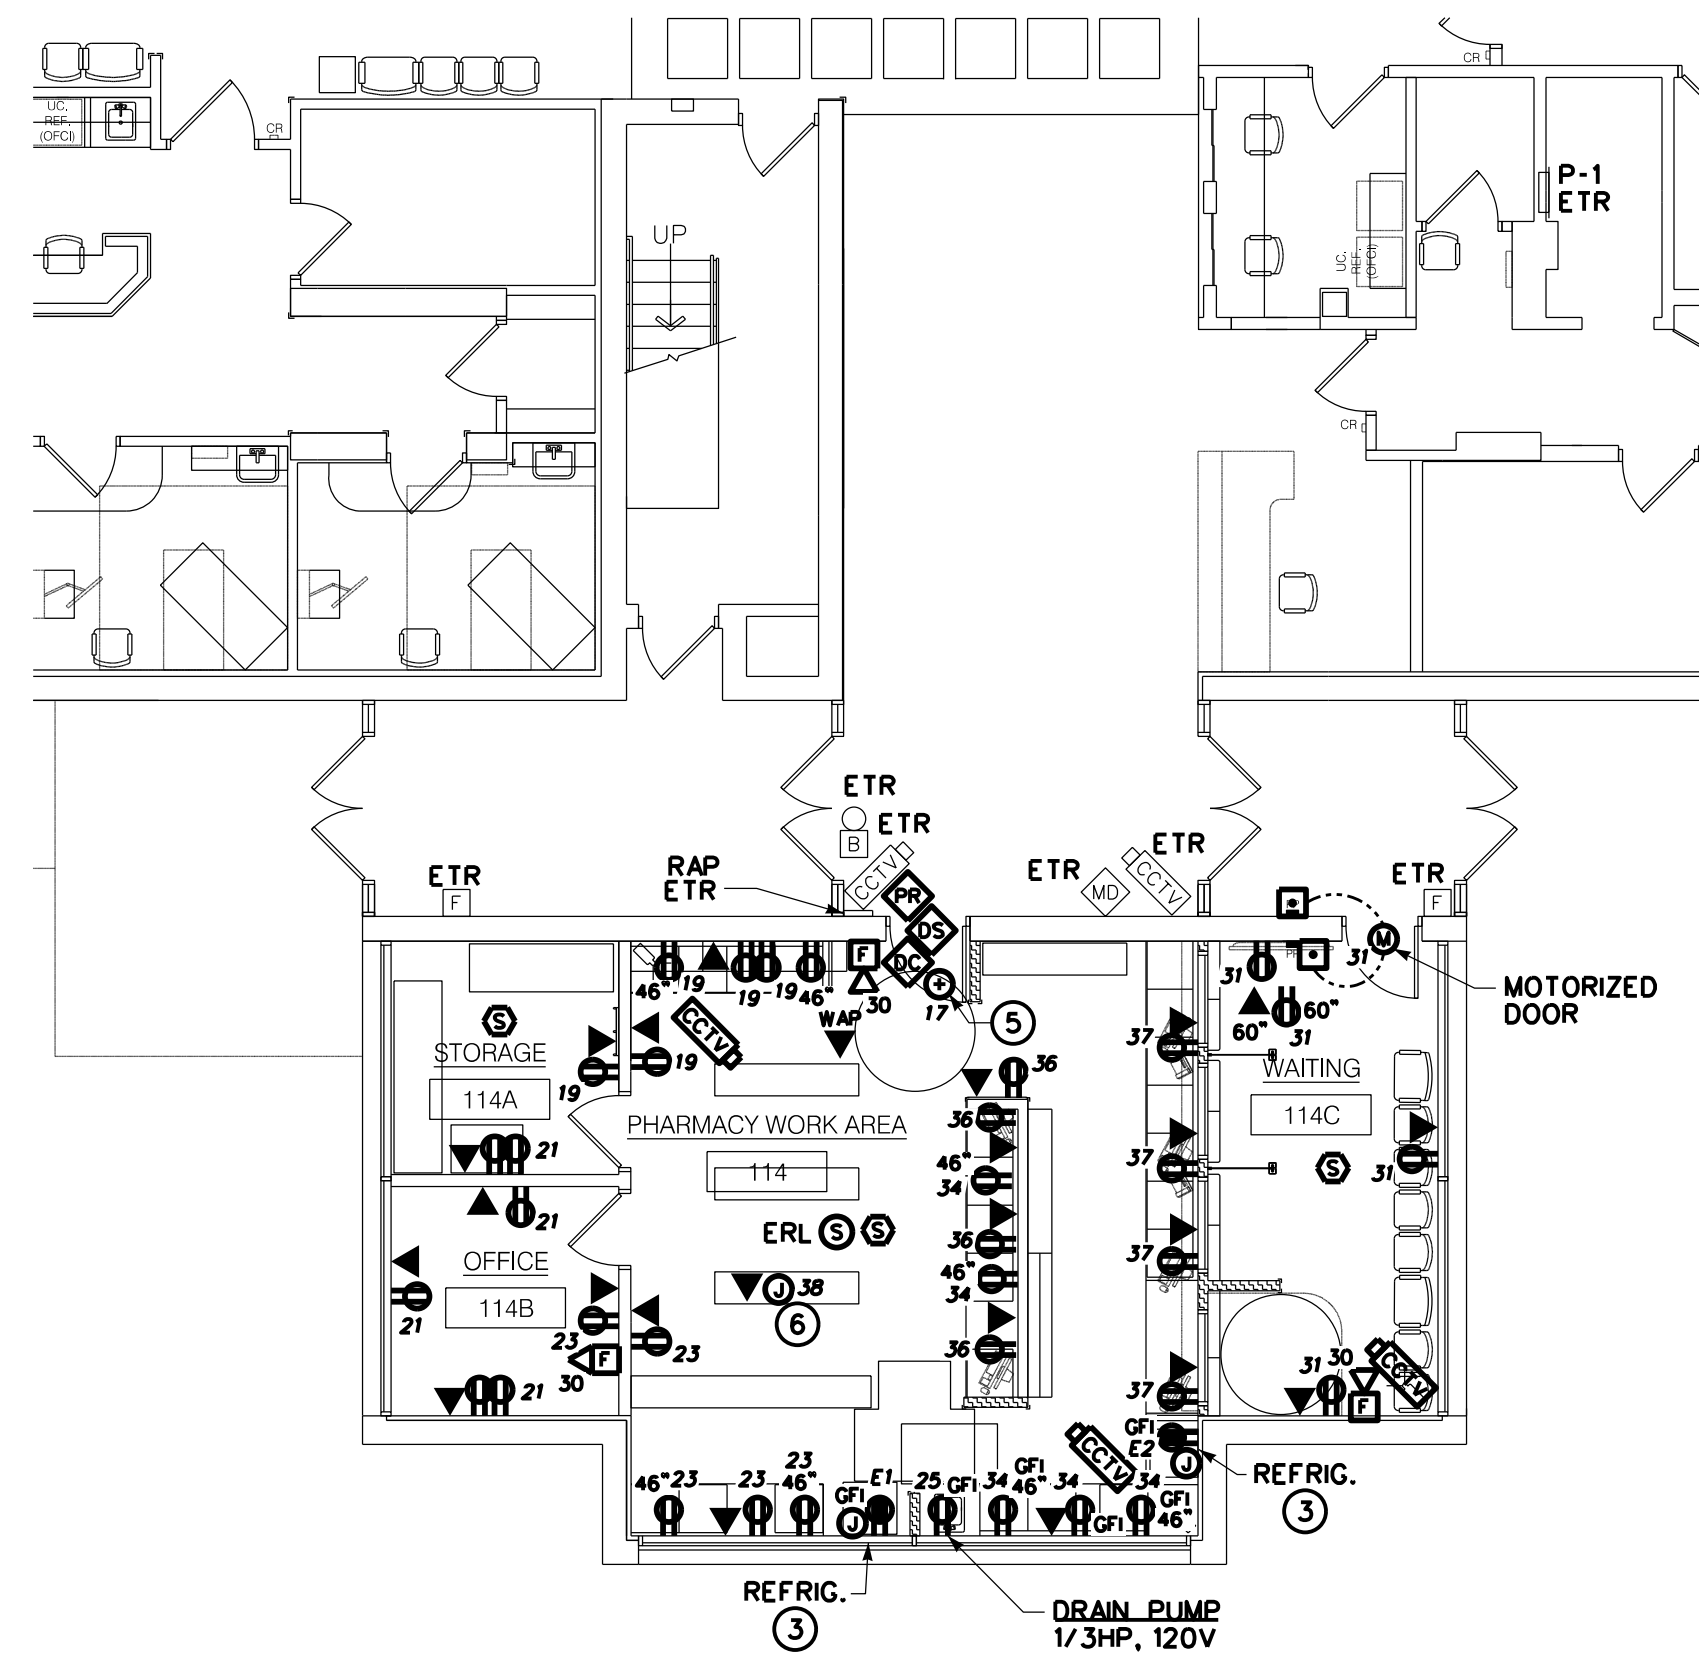 UC.
REF.
(OFCI)
CR
CR
P-1
ETR
UP
UC.
REF.
(OFCI)
CR
ETR
B
ETR
CCTV
PR
DS
DC
RAP
ETR
ETR
F
ETR
MD
ETR
CCTV
ETR
F
M
31
MOTORIZED
DOOR
F
30
17
5
WAP
46"
19
19
19
46"
CCTV
S
STORAGE
114A
19
19
21
PHARMACY WORK AREA
114
ERL
S
S
J
38
6
36
36
46"
34
36
46"
34
36
37
37
37
37
31
60"
60"
31
WAITING
114C
S
31
31
30
F
CCTV
21
OFFICE
114B
21
23
F
30
23
21
46"
23
23
23
46"
GFI
J
E1
25
GFI
34
GFI
46"
34
GFI
34
GFI
46"
CCTV
GFI
E2
J
REFRIG.
3
REFRIG.
3
DRAIN PUMP
1/3HP, 120V